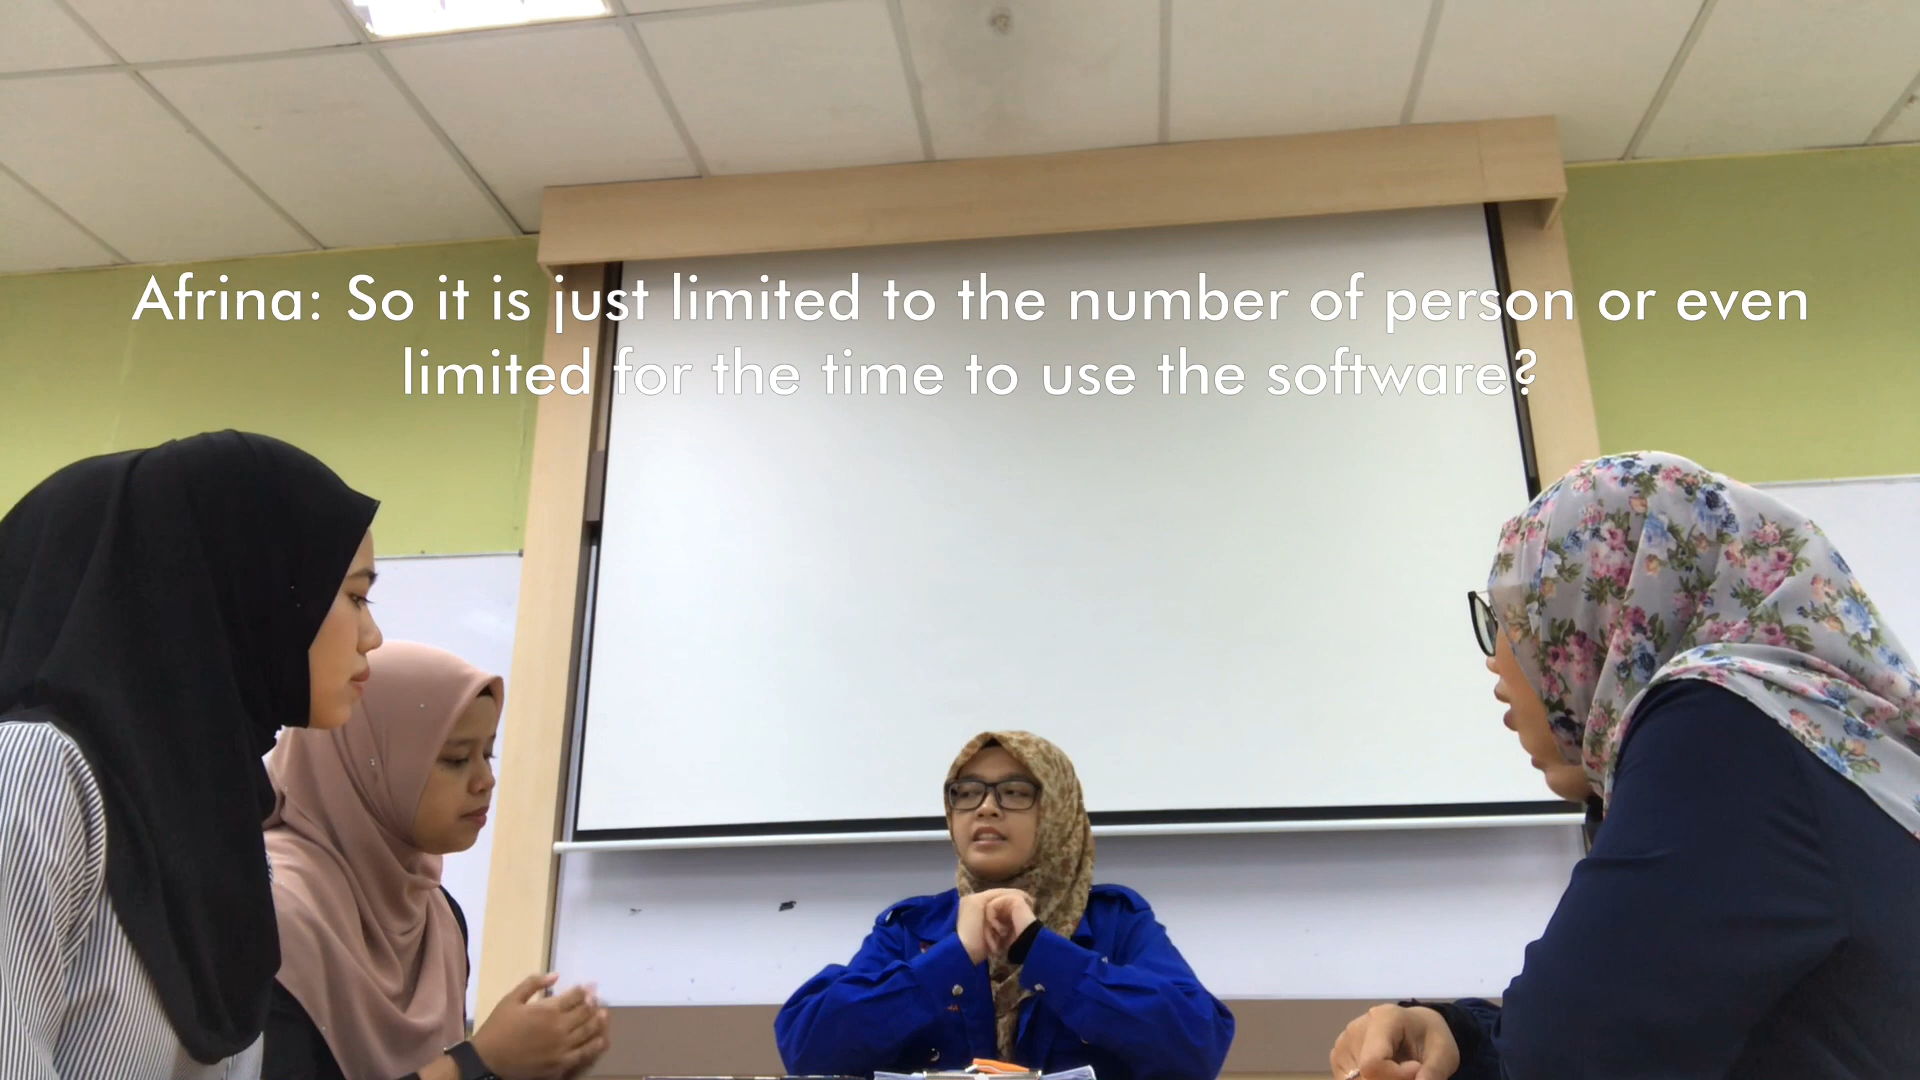 Afrina: So it is just limited to the number of person or even
limited for the time to use the software?